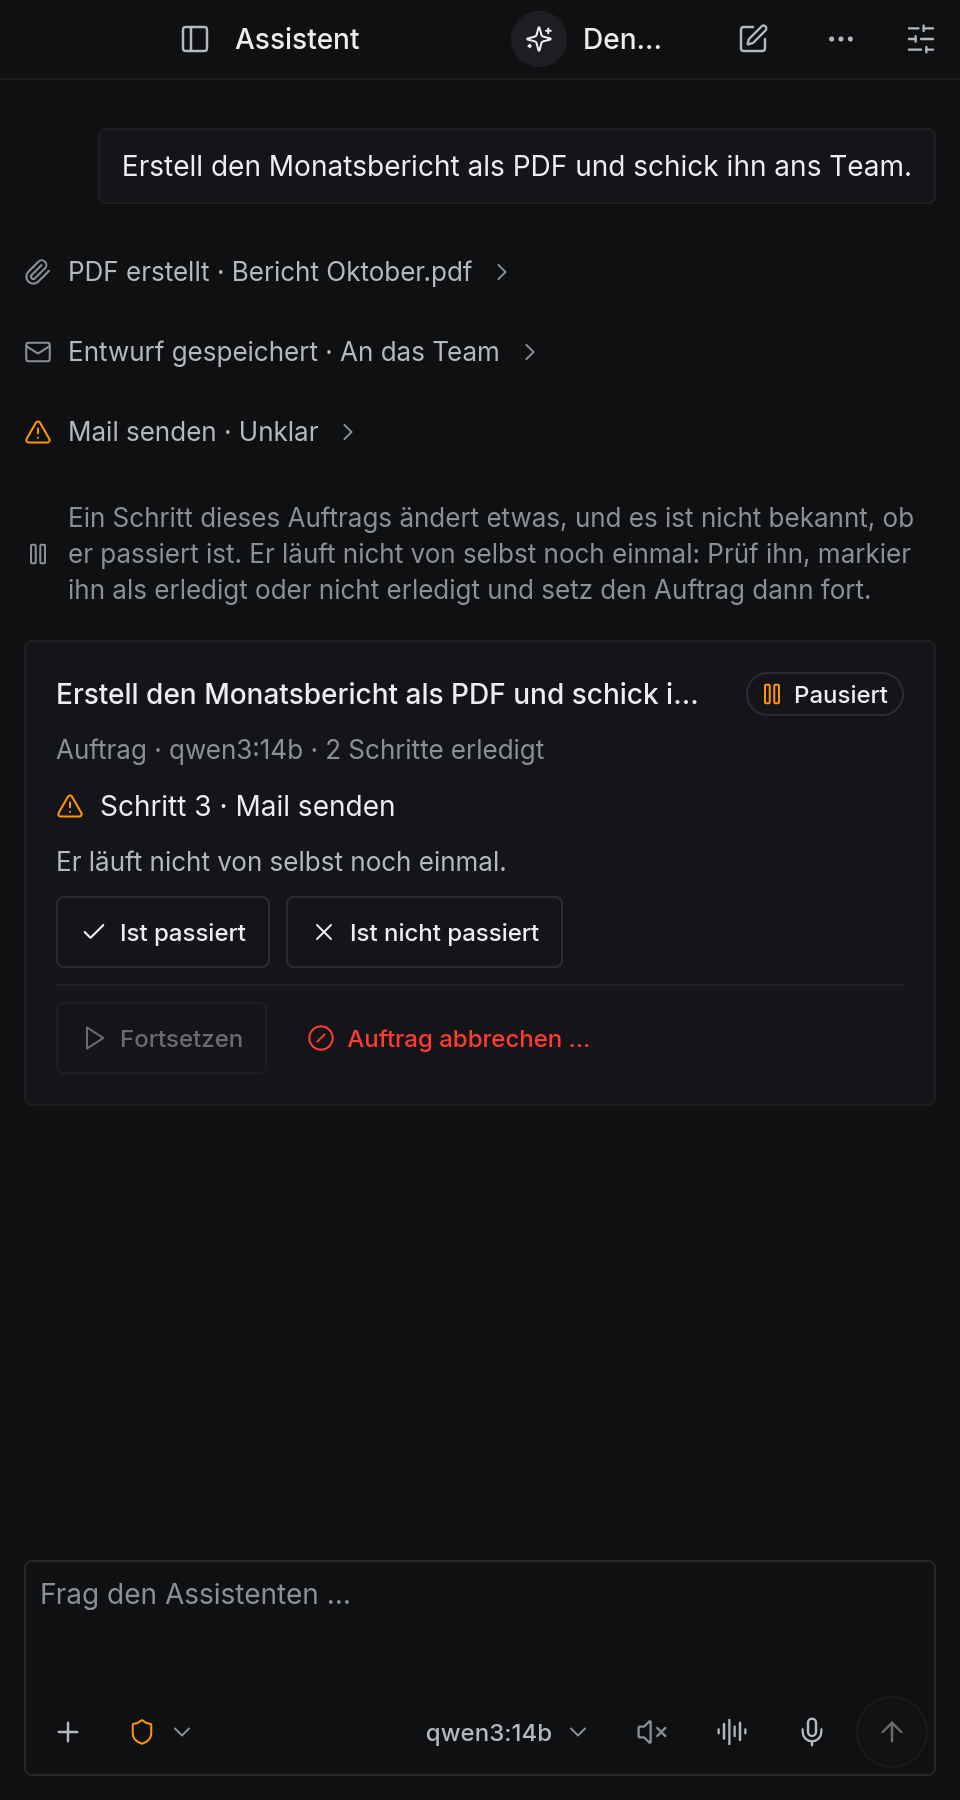 Assistent
Den...
Erstell den Monatsbericht als PDF und schick ihn ans Team.
PDF erstellt · Bericht Oktober.pdf
Entwurf gespeichert · An das Team
Mail senden · Unklar
Ein Schritt dieses Auftrags ändert etwas, und es ist nicht bekannt, ob
er passiert ist. Er läuft nicht von selbst noch einmal: Prüf ihn, markier
ihn als erledigt oder nicht erledigt und setz den Auftrag dann fort.
Erstell den Monatsbericht als PDF und schick i...
Pausiert
Auftrag · qwen3:14b · 2 Schritte erledigt
Schritt 3 · Mail senden
Er läuft nicht von selbst noch einmal.
Ist passiert
Ist nicht passiert
Fortsetzen
Auftrag abbrechen ...
Frag den Assistenten ...
qwen3:14b